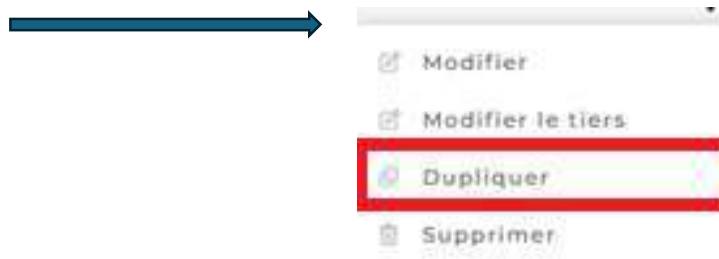 Modifier
Modifier le tiers
Dupliquer
Supprimer